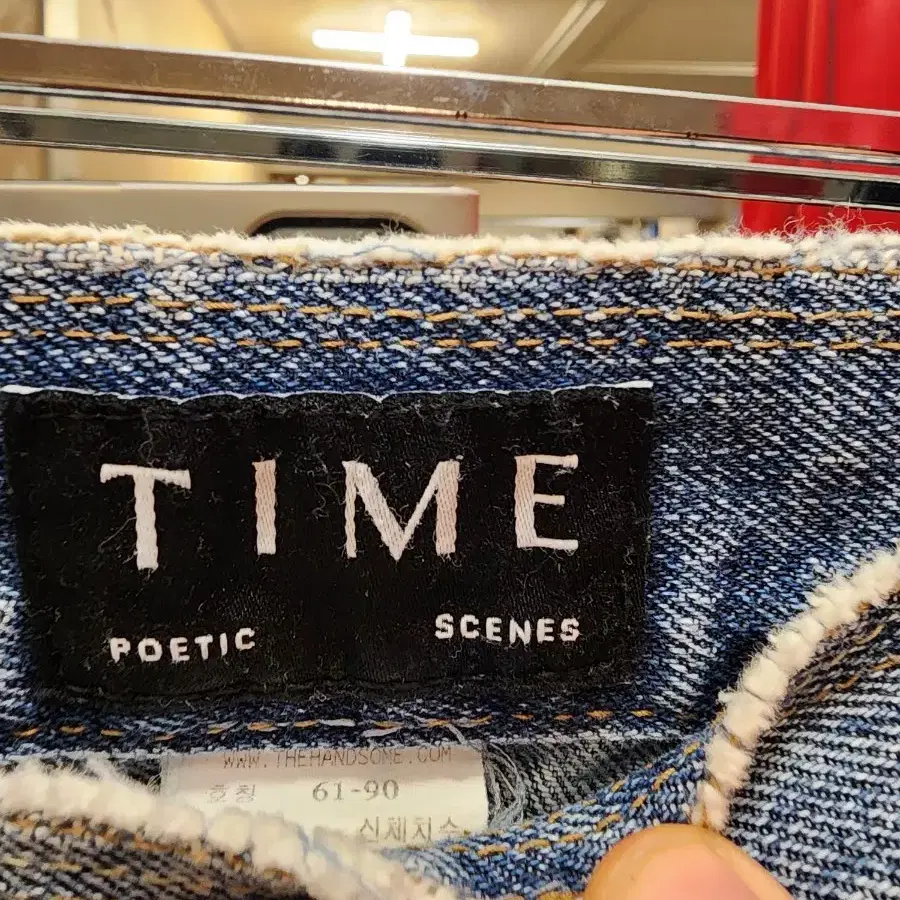 TIME
POETIC SCENES
WWW.THEHANDSOME.COM
호칭 61-90
신체치수